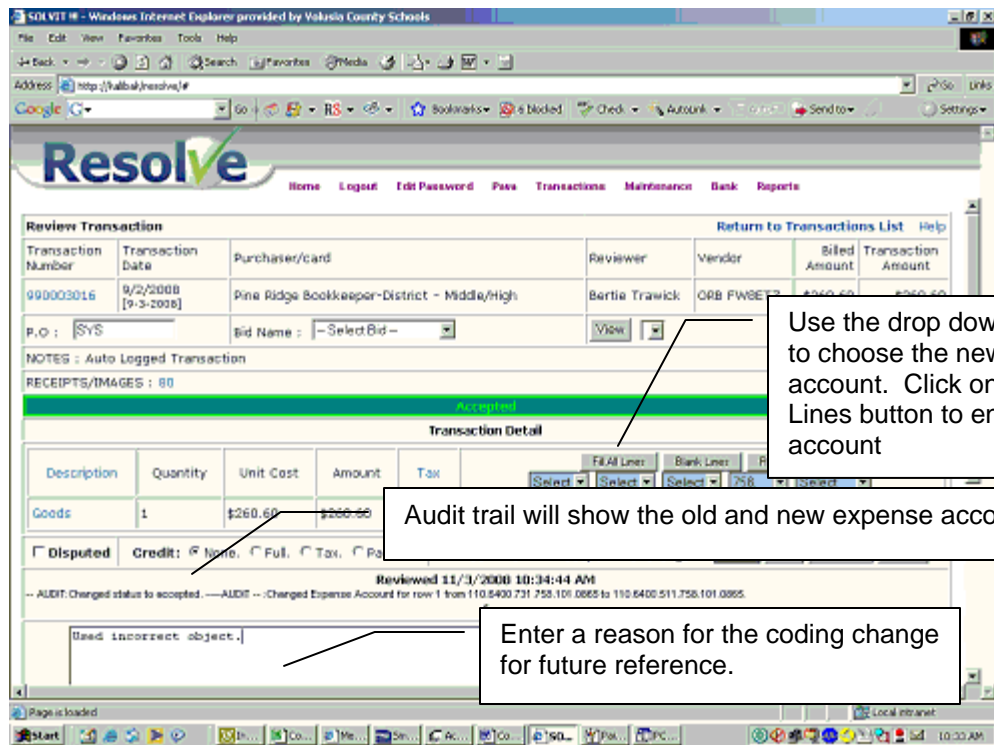 SOLVIT !!! - Windows Internet Explorer provided by Volusia County Schools
File Edit View Favorites Tools Help
Back Search Favorites Media
Address Go Links
Google Go Bookmarks 6 blocked Check AutoLink Send to Settings
Resolve
Home Logout Edit Password Transactions Maintenance Bank Reports
Review Transaction Return to Transactions List Help
Transaction Number Transaction Date Purchaser/card Reviewer Vendor Billed Amount Transaction Amount
990003016 9/2/2008 [9-3-2008] Pine Ridge Bookkeeper-District - Middle/High Bertie Trawick $260.60 $260.60
P.O : SYS Bid Name : --Select Bid-- View
NOTES : Auto Logged Transaction
RECEIPTS/IMAGES : 80
Accepted
Transaction Detail
Description Quantity Unit Cost Amount Tax
Fill All Lines Blank Lines
Select Select Select 758 Select
Goods 1 $260.60 $260.60
Disputed Credit: None. Full. Tax.
Reviewed 11/3/2008 10:34:44 AM
-- AUDIT: Changed status to accepted. ----AUDIT -- :Changed Expense Account for row 1 from 110.6400.731.758.101.0865 to 110.6400.511.758.101.0865.
Used incorrect object.
Use the drop dow
to choose the new
account. Click or
Lines button to en
account
Audit trail will show the old and new expense acco
Enter a reason for the coding change
for future reference.
Page is loaded Local intranet
Start 10:33 AM